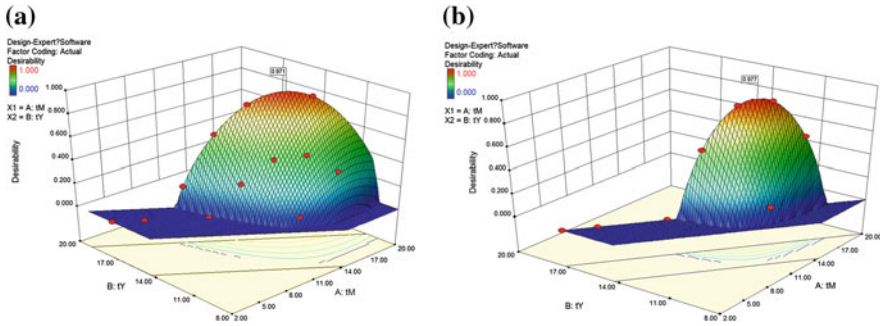 (a)
Design-Expert?Software
Factor Coding: Actual
Desirability
1.000
0.000
X1 = A: tM
X2 = B: tY
0.971
1.000
0.800
0.600
0.400
0.200
0.000
Desirability
20.00
17.00
14.00
11.00
8.00
B: tY
2.00
5.00
8.00
11.00
14.00
17.00
20.00
A: tM
(b)
Design-Expert?Software
Factor Coding: Actual
Desirability
1.000
0.000
X1 = A: tM
X2 = B: tY
0.977
1.000
0.800
0.600
0.400
0.200
0.000
Desirability
20.00
17.00
14.00
11.00
8.00
B: tY
2.00
5.00
8.00
11.00
14.00
17.00
20.00
A: tM